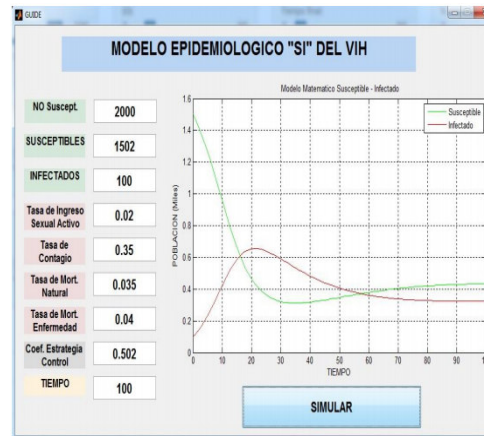 GUIDE
MODELO EPIDEMIOLOGICO "SI" DEL VIH
NO Suscept.
2000
SUSCEPTIBLES
1502
INFECTADOS
100
Tasa de Ingreso
Sexual Activo
0.02
Tasa de
Contagio
0.35
Tasa de Mort.
Natural
0.035
Tasa de Mort.
Enfermedad
0.04
Coef. Estrategia
Control
0.502
TIEMPO
100
Modelo Matematico Susceptible - Infectado
Susceptible
Infectado
POBLACION (Miles)
1.6
1.4
1.2
1
0.8
0.6
0.4
0.2
0
0 10 20 30 40 50 60 70 80 90
TIEMPO
SIMULAR